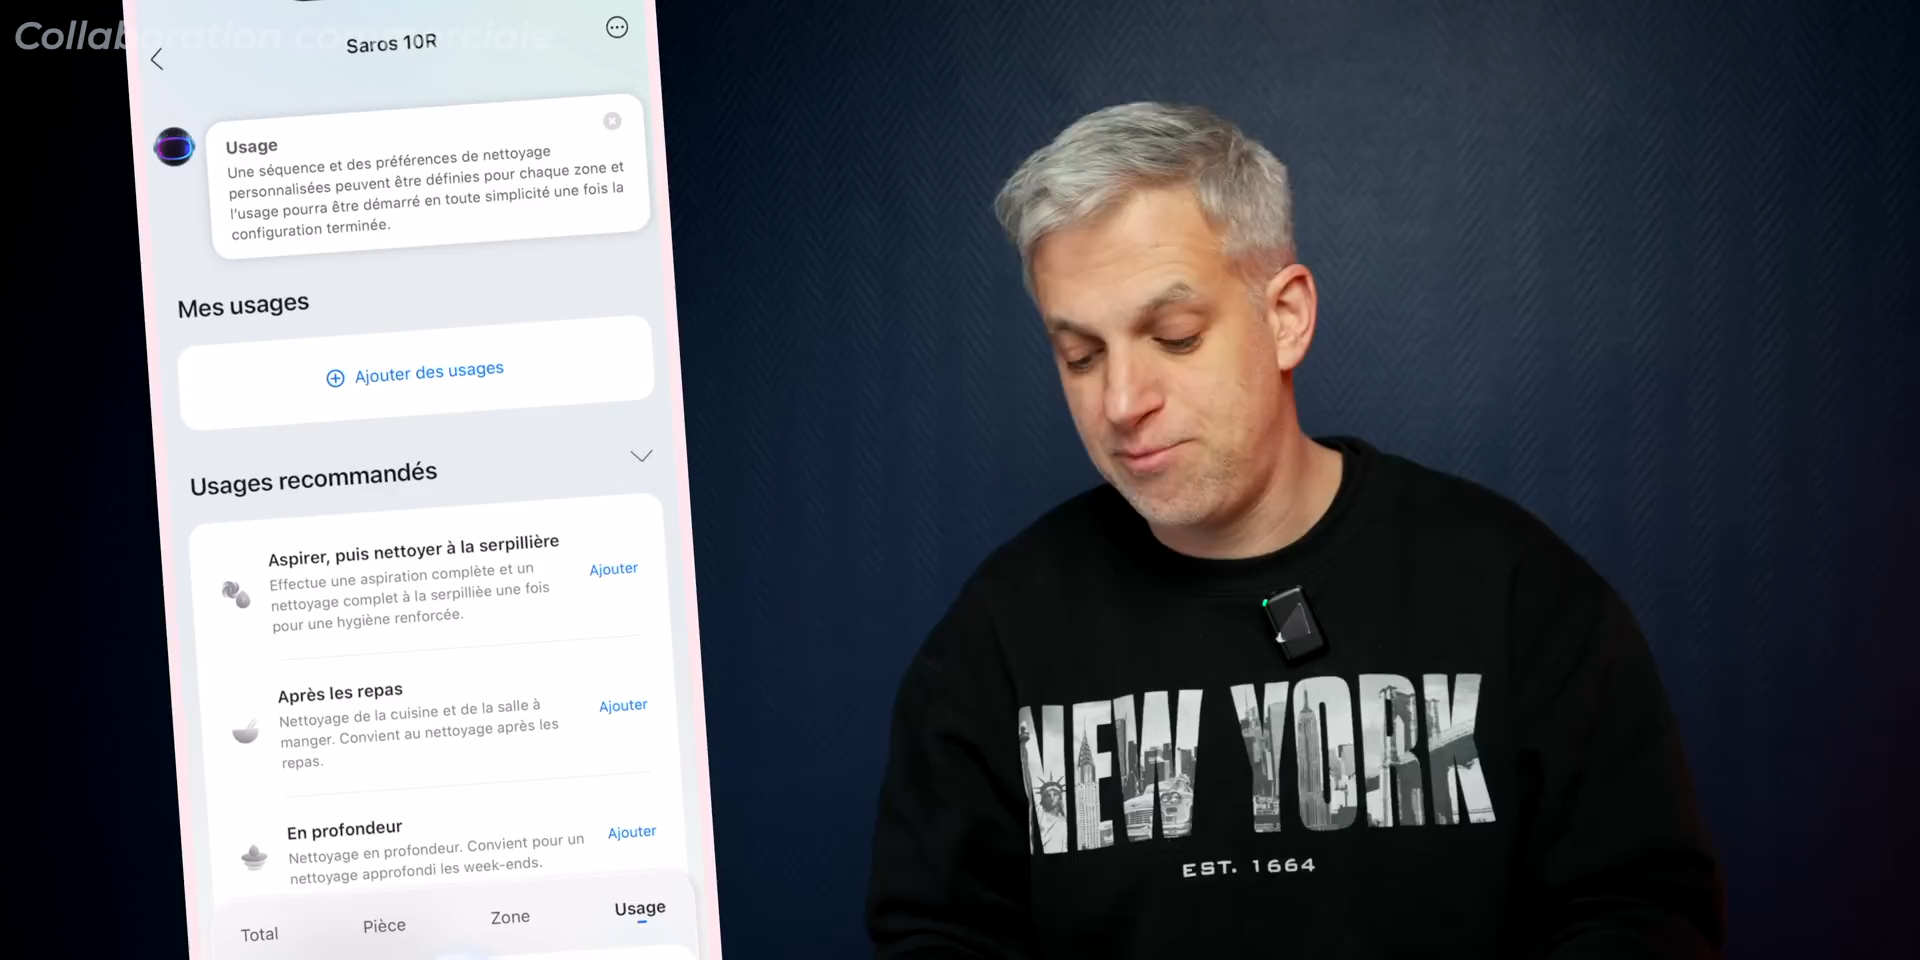 Collaboration commerciale
Saros 10R
Usage
Une séquence et des préférences de nettoyage
personnalisées peuvent être définies pour chaque zone et
l'usage pourra être démarré en toute simplicité une fois la
configuration terminée.
Mes usages
Ajouter des usages
Usages recommandés
Aspirer, puis nettoyer à la serpillière
Effectue une aspiration complète et un
nettoyage complet à la serpillièe une fois
pour une hygiène renforcée.
Ajouter
Après les repas
Nettoyage de la cuisine et de la salle à
manger. Convient au nettoyage après les
repas.
Ajouter
En profondeur
Nettoyage en profondeur. Convient pour un
nettoyage approfondi les week-ends.
Ajouter
Total
Pièce
Zone
Usage
NEW YORK
EST. 1664